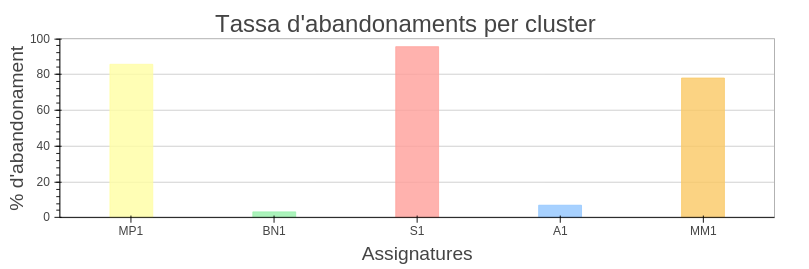 Tassa d'abandonaments per cluster
% d'abandonament
100
80
60
40
20
0
MP1 BN1 S1 A1 MM1
Assignatures